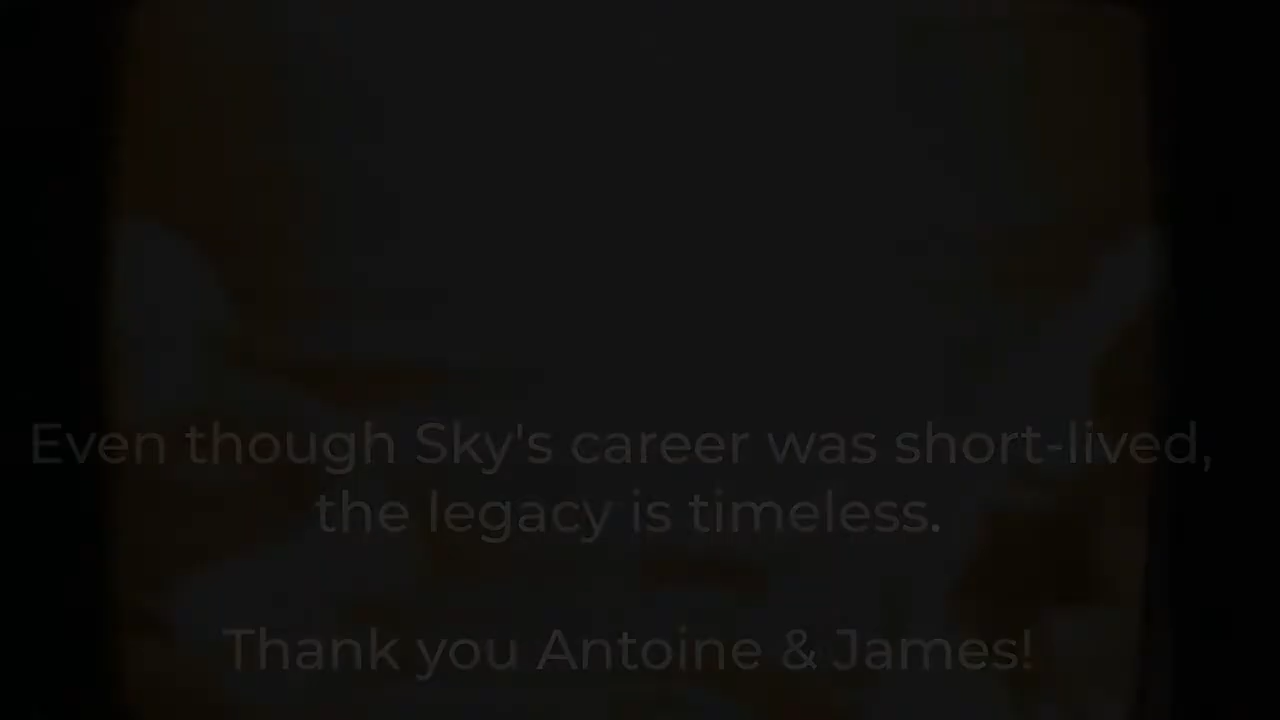 Even though Sky's career was short-lived,
the legacy is timeless.
Thank you Antoine & James!